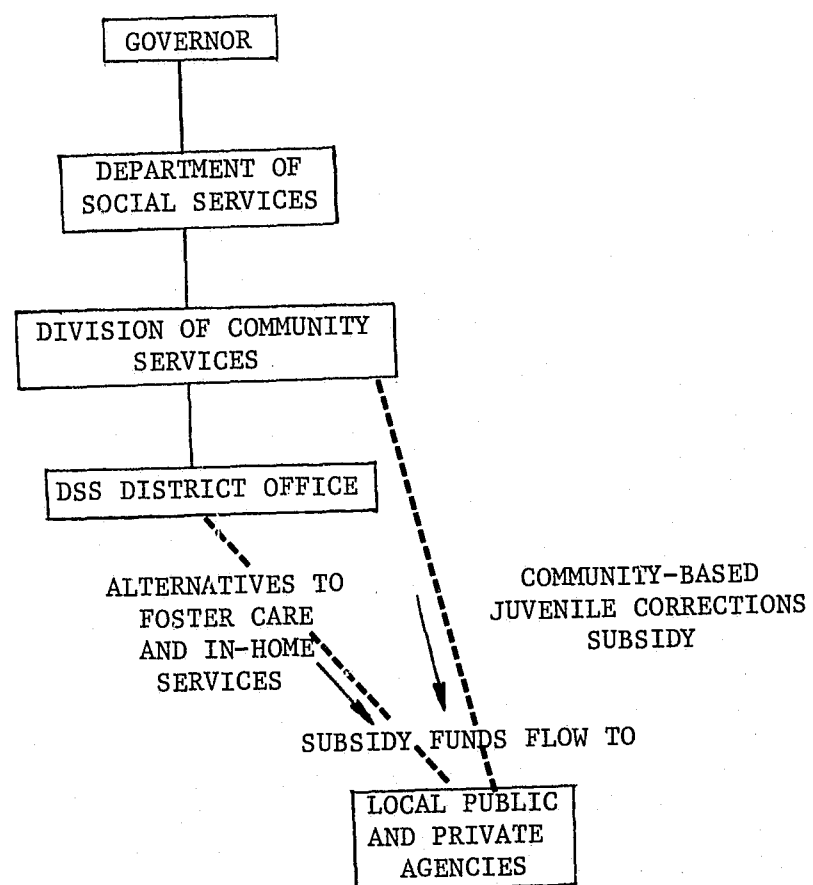 GOVERNOR
DEPARTMENT OF
SOCIAL SERVICES
DIVISION OF COMMUNITY
SERVICES
DSS DISTRICT OFFICE
ALTERNATIVES TO
FOSTER CARE
AND IN-HOME
SERVICES
COMMUNITY-BASED
JUVENILE CORRECTIONS
SUBSIDY
SUBSIDY FUNDS FLOW TO
LOCAL PUBLIC
AND PRIVATE
AGENCIES